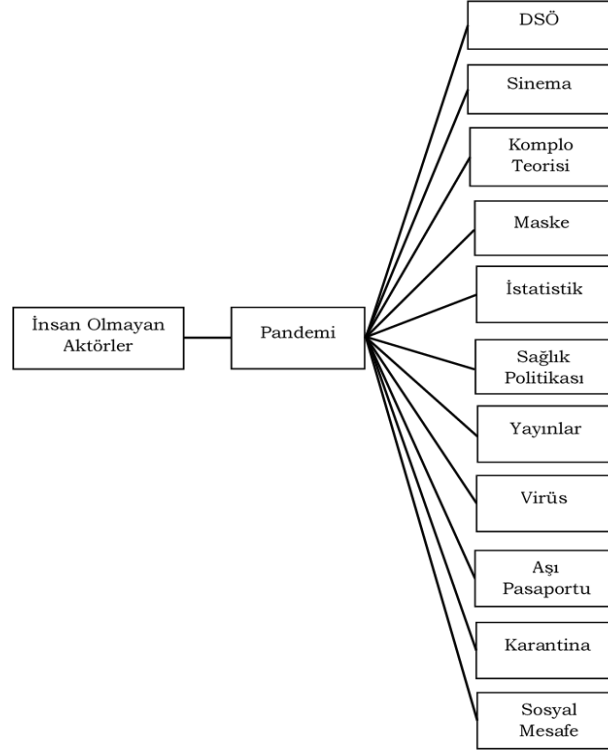 DSÖ
Sinema
Komplo
Teorisi
Maske
İstatistik
İnsan Olmayan
Aktörler
Pandemi
Sağlık
Politikası
Yayınlar
Virüs
Aşı
Pasaportu
Karantina
Sosyal
Mesafe